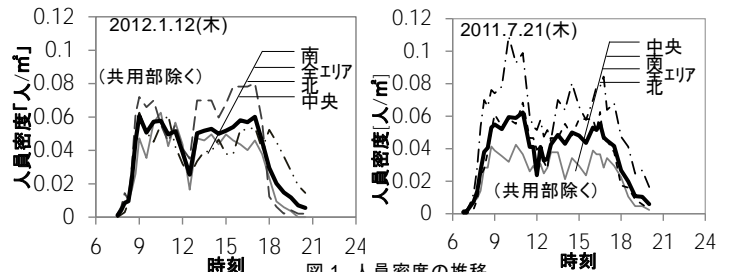 2012.1.12(木)
人員密度「人/㎡」
0.12
0.1
0.08
0.06
0.04
0.02
0
(共用部除く)
南
全エリア
北
中央
6 9 12 15 18 21 24
時刻
2011.7.21(木)
人員密度[人/㎡]
0.12
0.1
0.08
0.06
0.04
0.02
0
中央
南
全エリア
北
(共用部除く)
6 9 12 15 18 21 24
時刻
図1 人員密度の推移